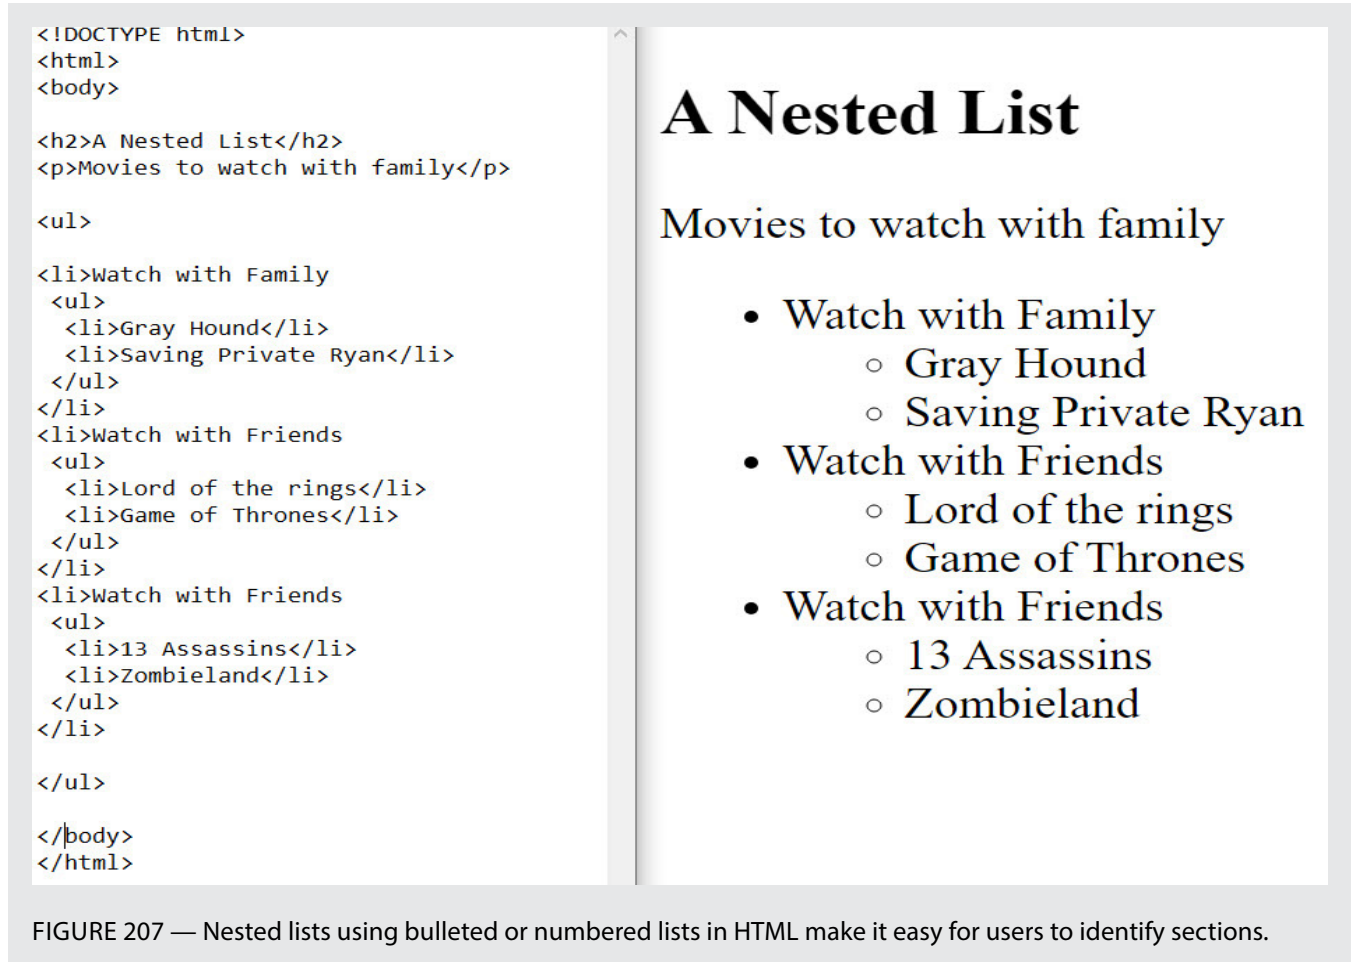 <!DOCTYPE html>
<html>
<body>
<h2>A Nested List</h2>
<p>Movies to watch with family</p>
<ul>
<li>Watch with Family
<ul>
<li>Gray Hound</li>
<li>Saving Private Ryan</li>
</ul>
</li>
<li>Watch with Friends
<ul>
<li>Lord of the rings</li>
<li>Game of Thrones</li>
</ul>
</li>
<li>Watch with Friends
<ul>
<li>13 Assassins</li>
<li>Zombieland</li>
</ul>
</li>
</ul>
</body>
</html>
A Nested List
Movies to watch with family
• Watch with Family
○ Gray Hound
○ Saving Private Ryan
• Watch with Friends
○ Lord of the rings
○ Game of Thrones
• Watch with Friends
○ 13 Assassins
○ Zombieland
FIGURE 207 — Nested lists using bulleted or numbered lists in HTML make it easy for users to identify sections.